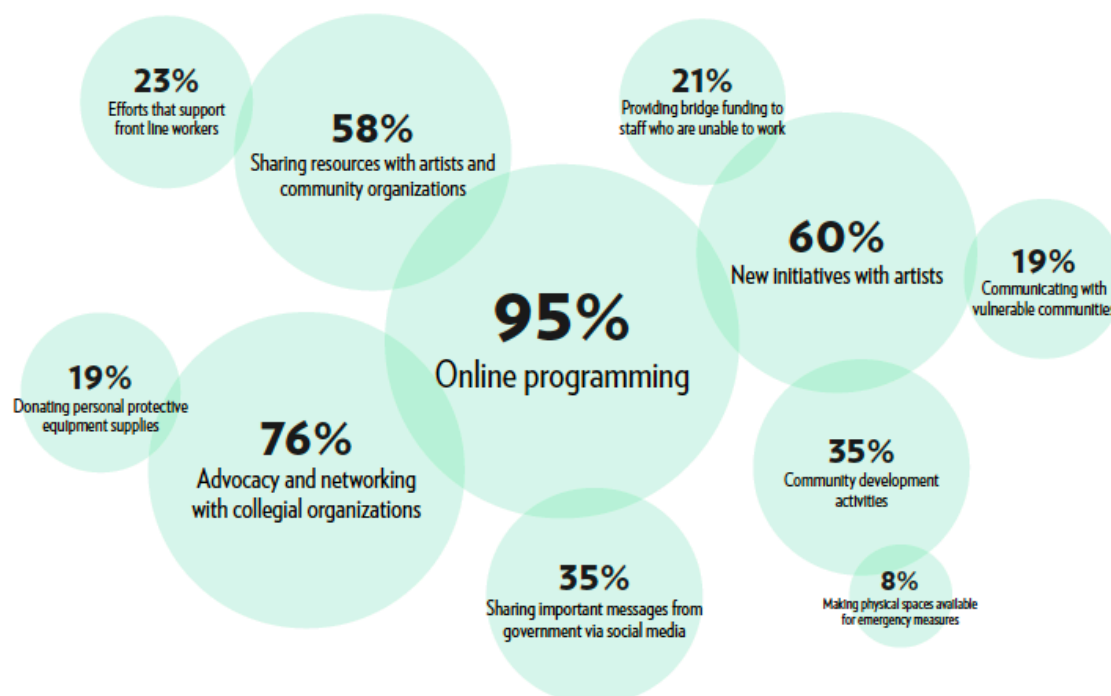 23%
Efforts that support
front line workers
58%
Sharing resources with artists and
community organizations
21%
Providing bridge funding to
staff who are unable to work
60%
New initiatives with artists
19%
Communicating with
vulnerable communities
95%
Online programming
19%
Donating personal protective
equipment supplies
76%
Advocacy and networking
with collegial organizations
35%
Community development
activities
35%
Sharing important messages from
government via social media
8%
Making physical spaces available
for emergency measures